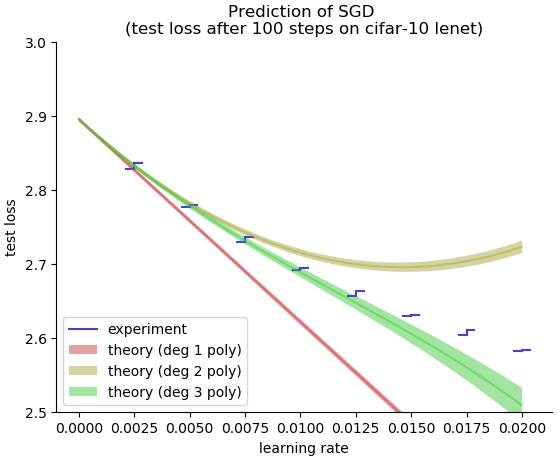 Prediction of SGD
(test loss after 100 steps on cifar-10 lenet)
3.0
2.9
2.8
2.7
2.6
2.5
test loss
experiment
theory (deg 1 poly)
theory (deg 2 poly)
theory (deg 3 poly)
0.0000 0.0025 0.0050 0.0075 0.0100 0.0125 0.0150 0.0175 0.0200
learning rate